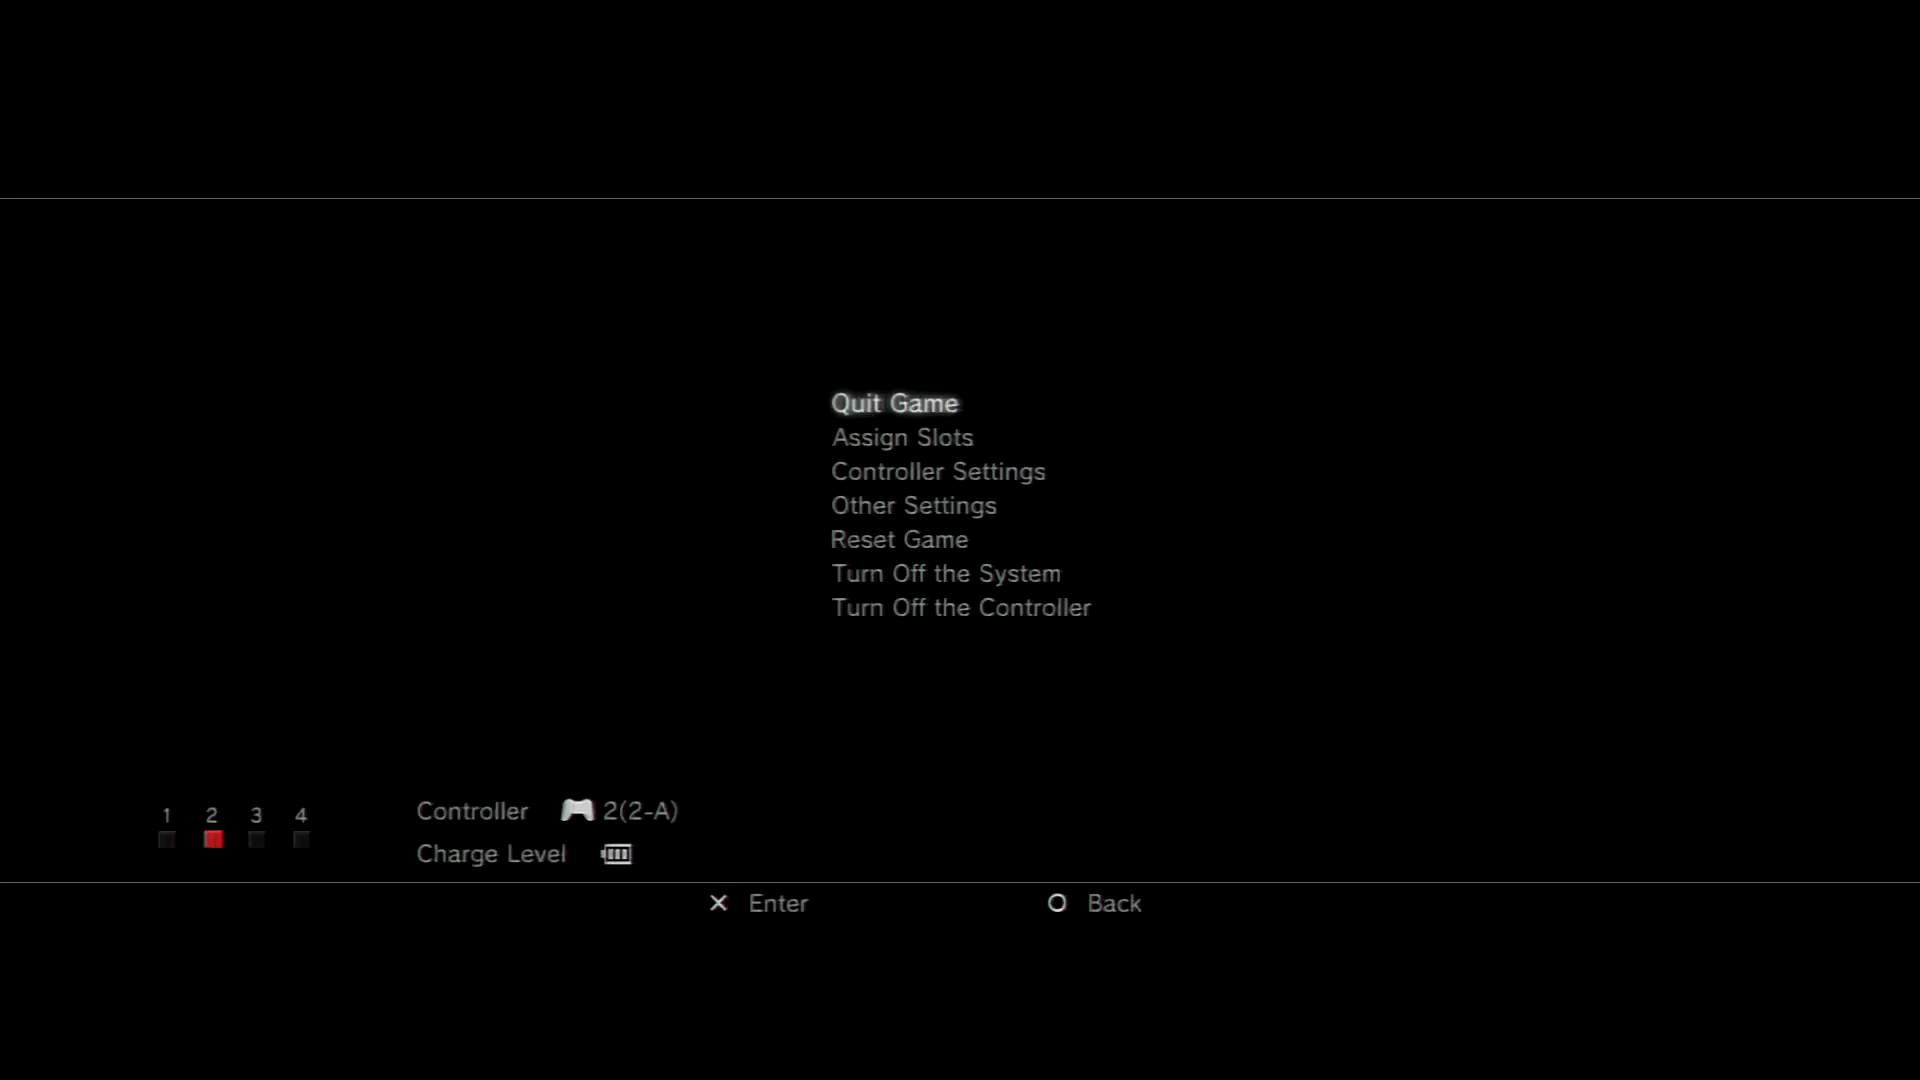 Quit Game
Assign Slots
Controller Settings
Other Settings
Reset Game
Turn Off the System
Turn Off the Controller
1 2 3 4
Controller 2(2-A)
Charge Level
Enter
Back